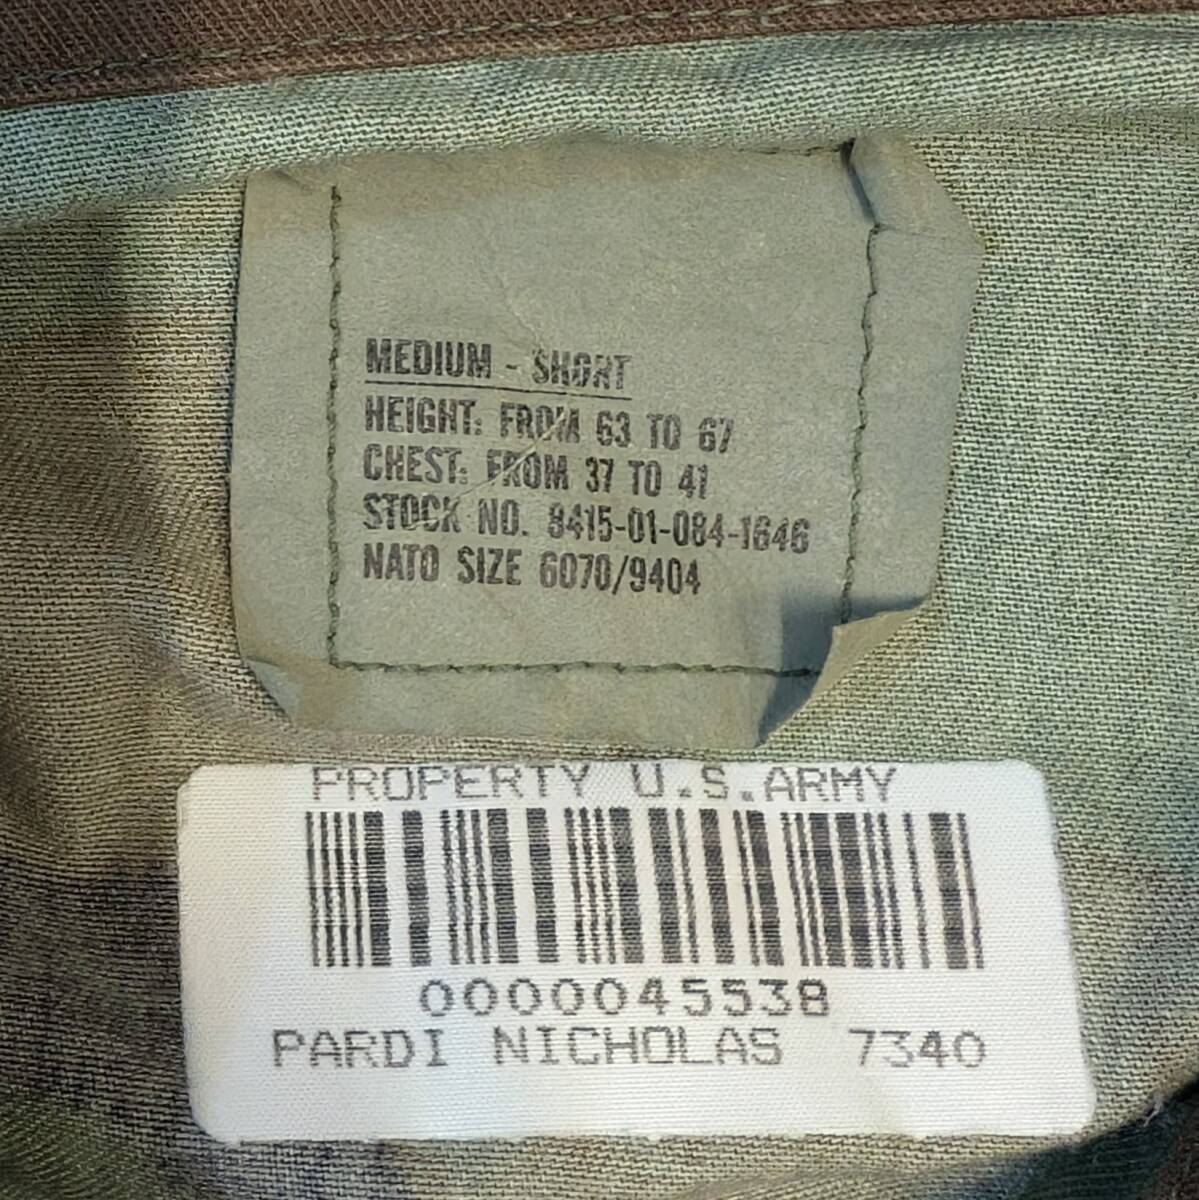 MEDIUM - SHORT
HEIGHT: FROM 63 TO 67
CHEST: FROM 37 TO 41
STOCK NO. 8415-01-084-1646
NATO SIZE 6070/9404
PROPERTY U.S.ARMY
0000045538
PARDI NICHOLAS 7340